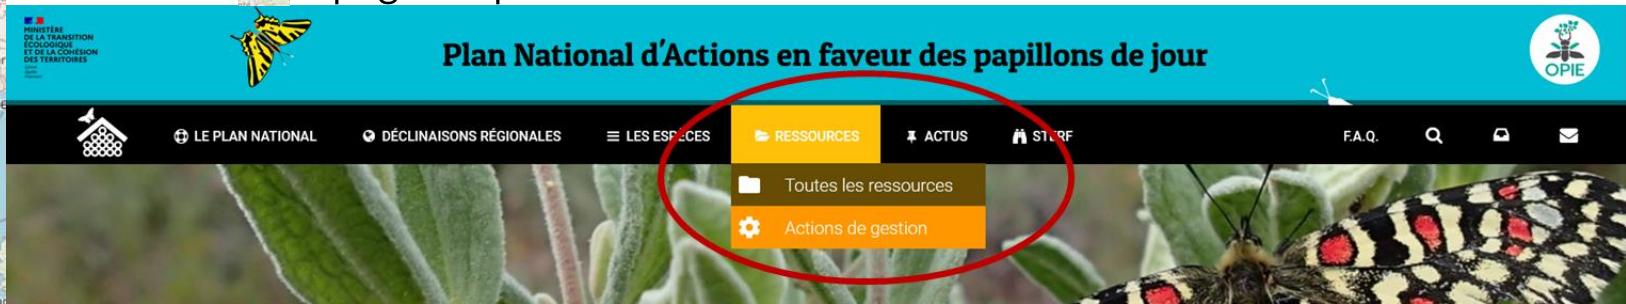 MINISTÈRE
DE LA TRANSITION
ÉCOLOGIQUE
ET DE LA COHÉSION
DES TERRITOIRES
Plan National d'Actions en faveur des papillons de jour
OPIE
LE PLAN NATIONAL DÉCLINAISONS RÉGIONALES LES ESPÈCES RESSOURCES ACTUS STERF F.A.Q.
Toutes les ressources
Actions de gestion